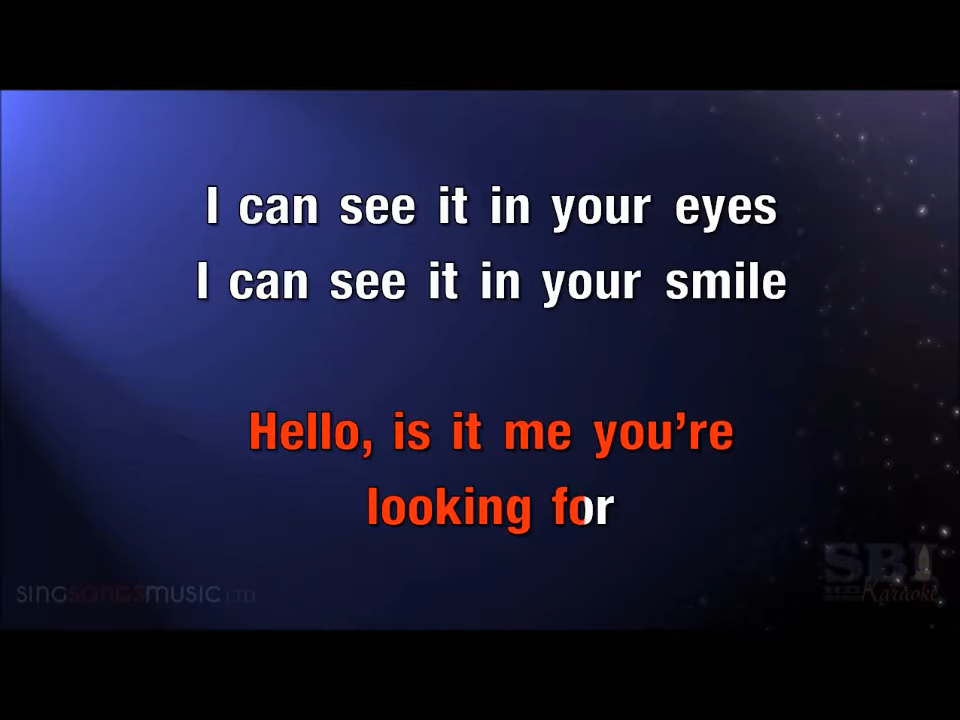 I can see it in your eyes
I can see it in your smile
Hello, is it me you're
looking for
SINGSONGSMUSIC LTD
SBI
Karaoke